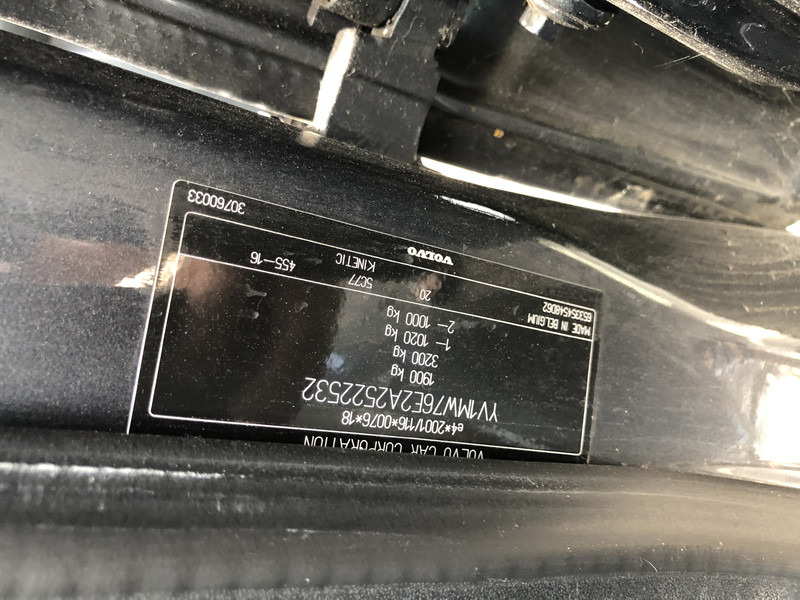 VOLVO CAR CORPORATION
e4*2001/116*0076*18
YV1MW76E2A2522532
1900 kg
3200 kg
1– 1020 kg
2– 1000 kg
20
5C77 KINETIC 455–16
MADE IN BELGIUM
VOLVO
30760033